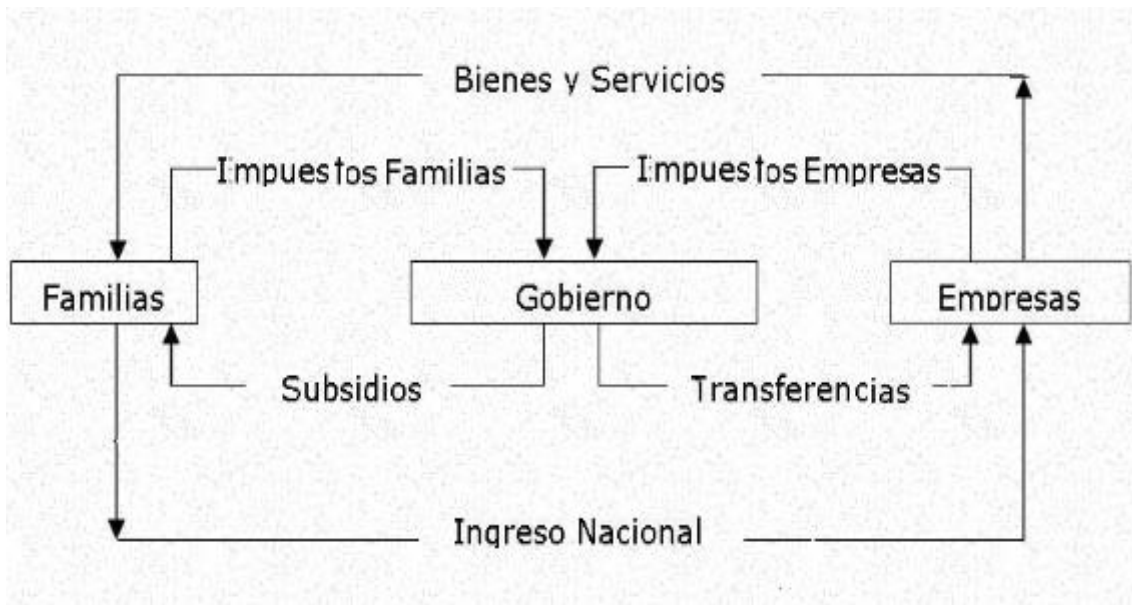 Bienes y Servicios
Impuestos Familias
Impuestos Empresas
Familias
Gobierno
Empresas
Subsidios
Transferencias
Ingreso Nacional